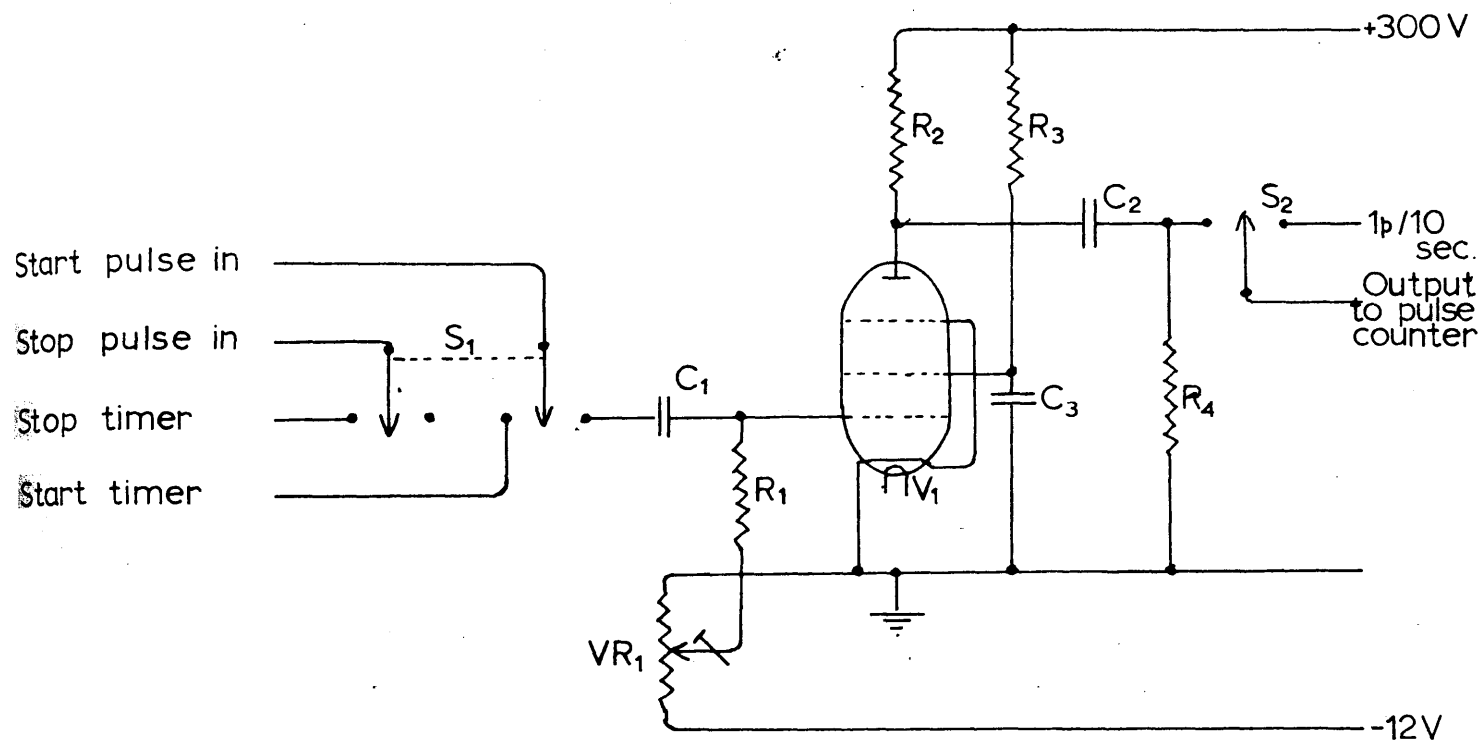 +300V
R2
R3
C2
S2
1p/10
sec.
Output
to pulse
counter
Start pulse in
Stop pulse in
S1
Stop timer
C1
C3
R4
Start timer
R1
V1
VR1
-12V